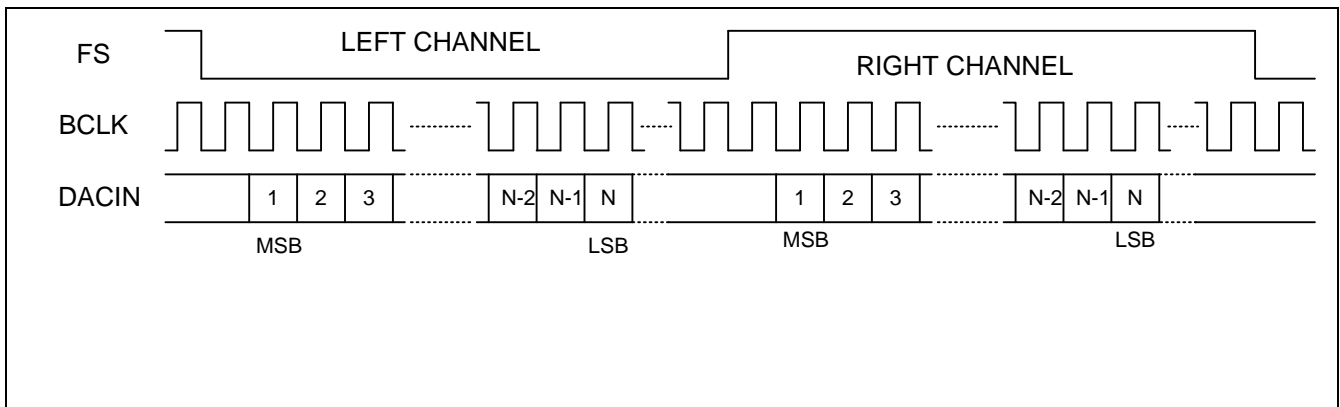 LEFT CHANNEL
FS
RIGHT CHANNEL
BCLK
DACIN 1 2 3 N-2 N-1 N 1 2 3 N-2 N-1 N
MSB LSB MSB LSB